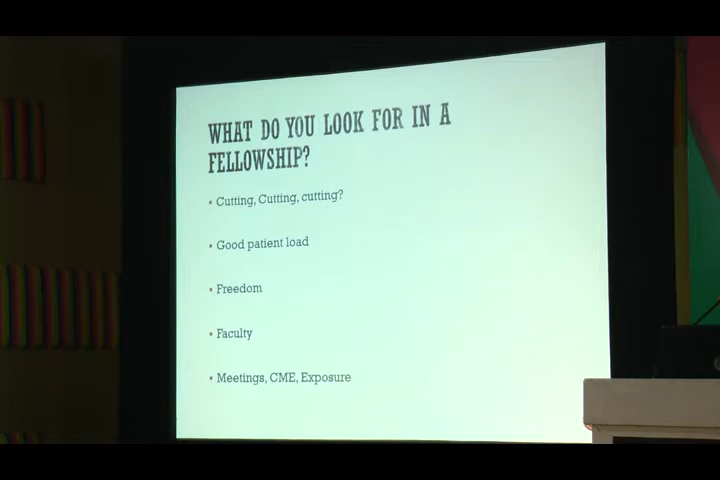 WHAT DO YOU LOOK FOR IN A
FELLOWSHIP?
▪ Cutting, Cutting, cutting?
▪ Good patient load
▪ Freedom
▪ Faculty
▪ Meetings, CME, Exposure